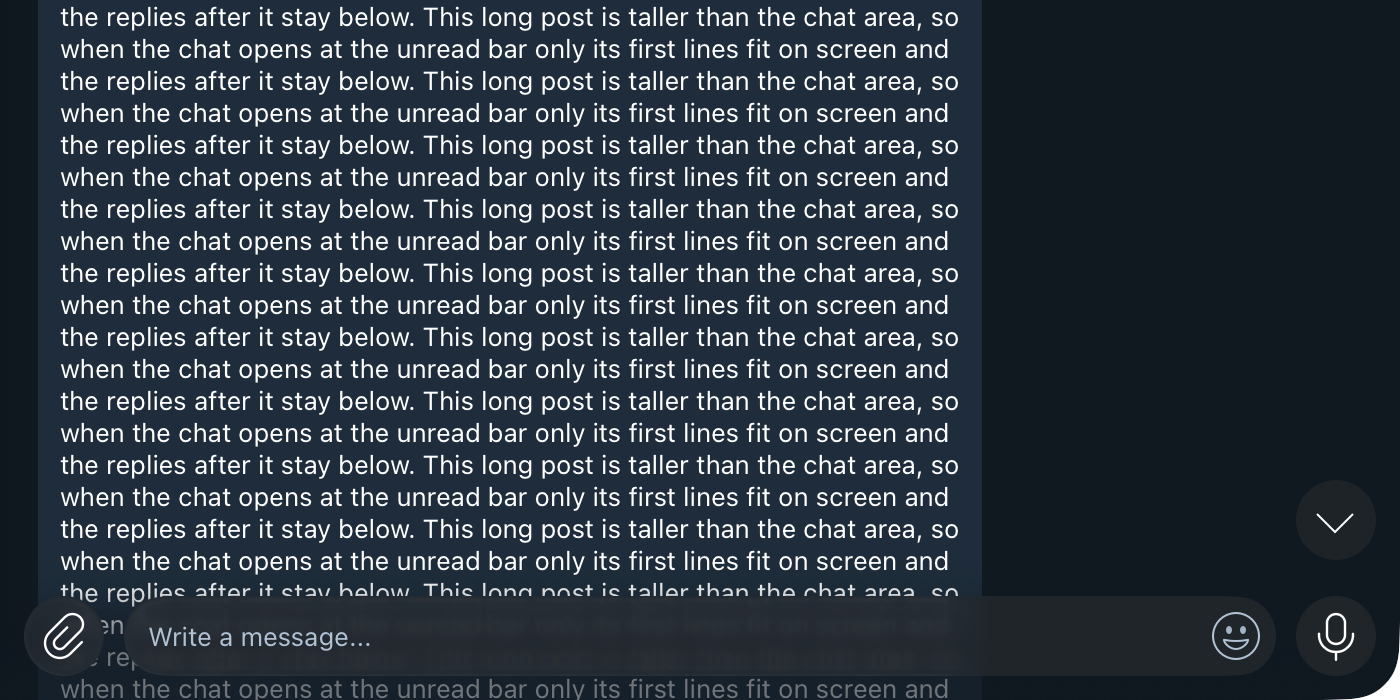 the replies after it stay below. This long post is taller than the chat area, so
when the chat opens at the unread bar only its first lines fit on screen and
the replies after it stay below. This long post is taller than the chat area, so
when the chat opens at the unread bar only its first lines fit on screen and
the replies after it stay below. This long post is taller than the chat area, so
when the chat opens at the unread bar only its first lines fit on screen and
the replies after it stay below. This long post is taller than the chat area, so
when the chat opens at the unread bar only its first lines fit on screen and
the replies after it stay below. This long post is taller than the chat area, so
when the chat opens at the unread bar only its first lines fit on screen and
the replies after it stay below. This long post is taller than the chat area, so
when the chat opens at the unread bar only its first lines fit on screen and
the replies after it stay below. This long post is taller than the chat area, so
when the chat opens at the unread bar only its first lines fit on screen and
the replies after it stay below. This long post is taller than the chat area, so
when the chat opens at the unread bar only its first lines fit on screen and
the replies after it stay below. This long post is taller than the chat area, so
when the chat opens at the unread bar only its first lines fit on screen and
the replies after it stay below. This long post is taller than the chat area, so
Write a message...
when the chat opens at the unread bar only its first lines fit on screen and